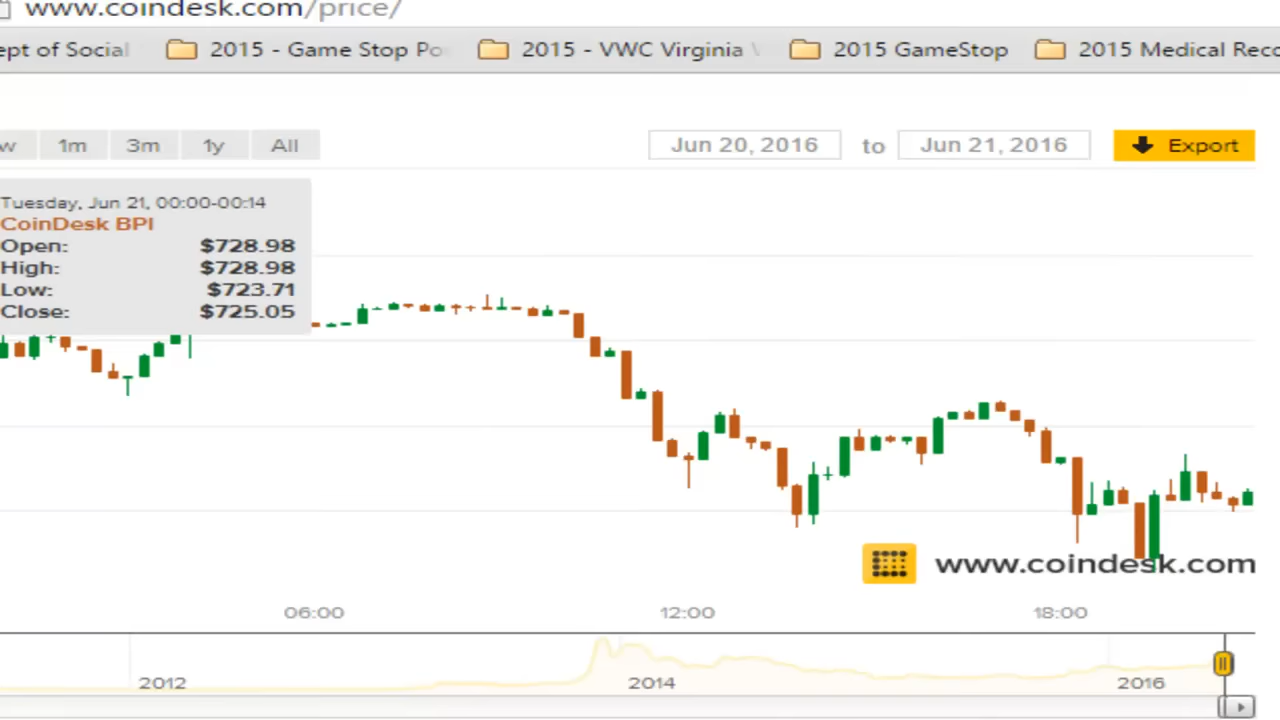 www.coindesk.com/price/
ept of Social 2015 - Game Stop Po 2015 - VWC Virginia 2015 GameStop 2015 Medical Reco
w 1m 3m 1y All Jun 20, 2016 to Jun 21, 2016 Export
Tuesday, Jun 21, 00:00-00:14
CoinDesk BPI
Open: $728.98
High: $728.98
Low: $723.71
Close: $725.05
www.coindesk.com
06:00 12:00 18:00
2012 2014 2016